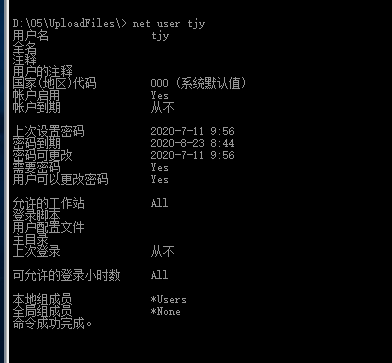 D:\O5\UploadFiles\> net user tjy
用户名 tjy
全名
注释
用户的注释
国家(地区)代码 000 (系统默认值)
帐户启用 Yes
帐户到期 从不
上次设置密码 2020-7-11 9:56
密码到期 2020-8-23 8:44
密码可更改 2020-7-11 9:56
需要密码 Yes
用户可以更改密码 Yes
允许的工作站 All
登录脚本
用户配置文件
主目录
上次登录 从不
可允许的登录小时数 All
本地组成员 *Users
全局组成员 *None
命令成功完成。